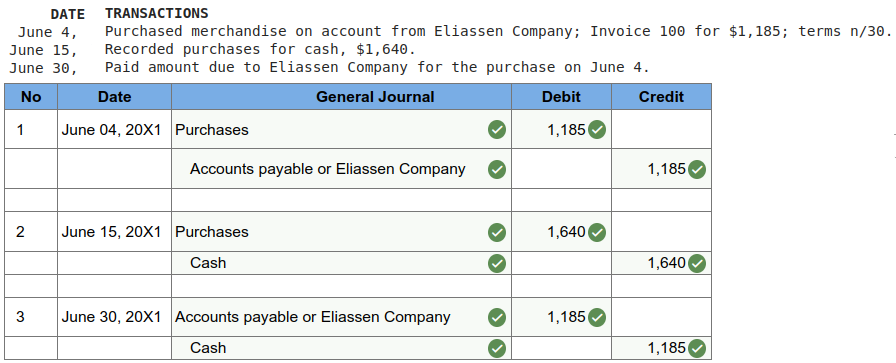 DATE TRANSACTIONS
June 4, Purchased merchandise on account from Eliassen Company; Invoice 100 for $1,185; terms n/30.
June 15, Recorded purchases for cash, $1,640.
June 30, Paid amount due to Eliassen Company for the purchase on June 4.
No Date General Journal Debit Credit
1 June 04, 20X1 Purchases 1,185
Accounts payable or Eliassen Company 1,185
2 June 15, 20X1 Purchases 1,640
Cash 1,640
3 June 30, 20X1 Accounts payable or Eliassen Company 1,185
Cash 1,185